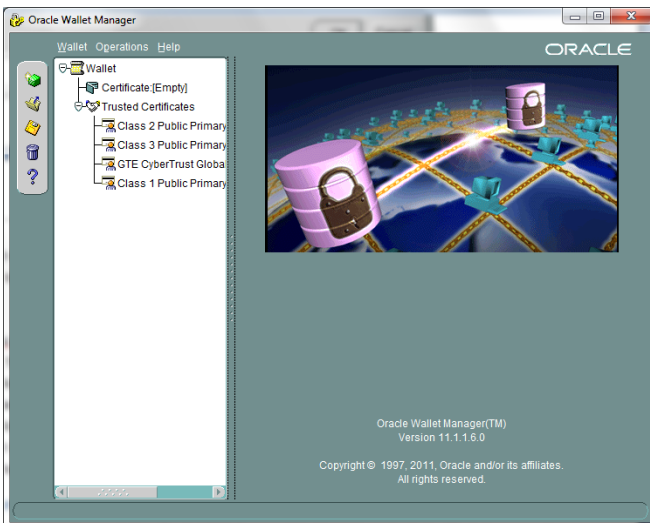 Oracle Wallet Manager
Wallet Operations Help
ORACLE
Wallet
Certificate:[Empty]
Trusted Certificates
Class 2 Public Primary
Class 3 Public Primary
GTE CyberTrust Globa
Class 1 Public Primary
?
Oracle Wallet Manager(TM)
Version 11.1.1.6.0
Copyright © 1997, 2011, Oracle and/or its affiliates.
All rights reserved.